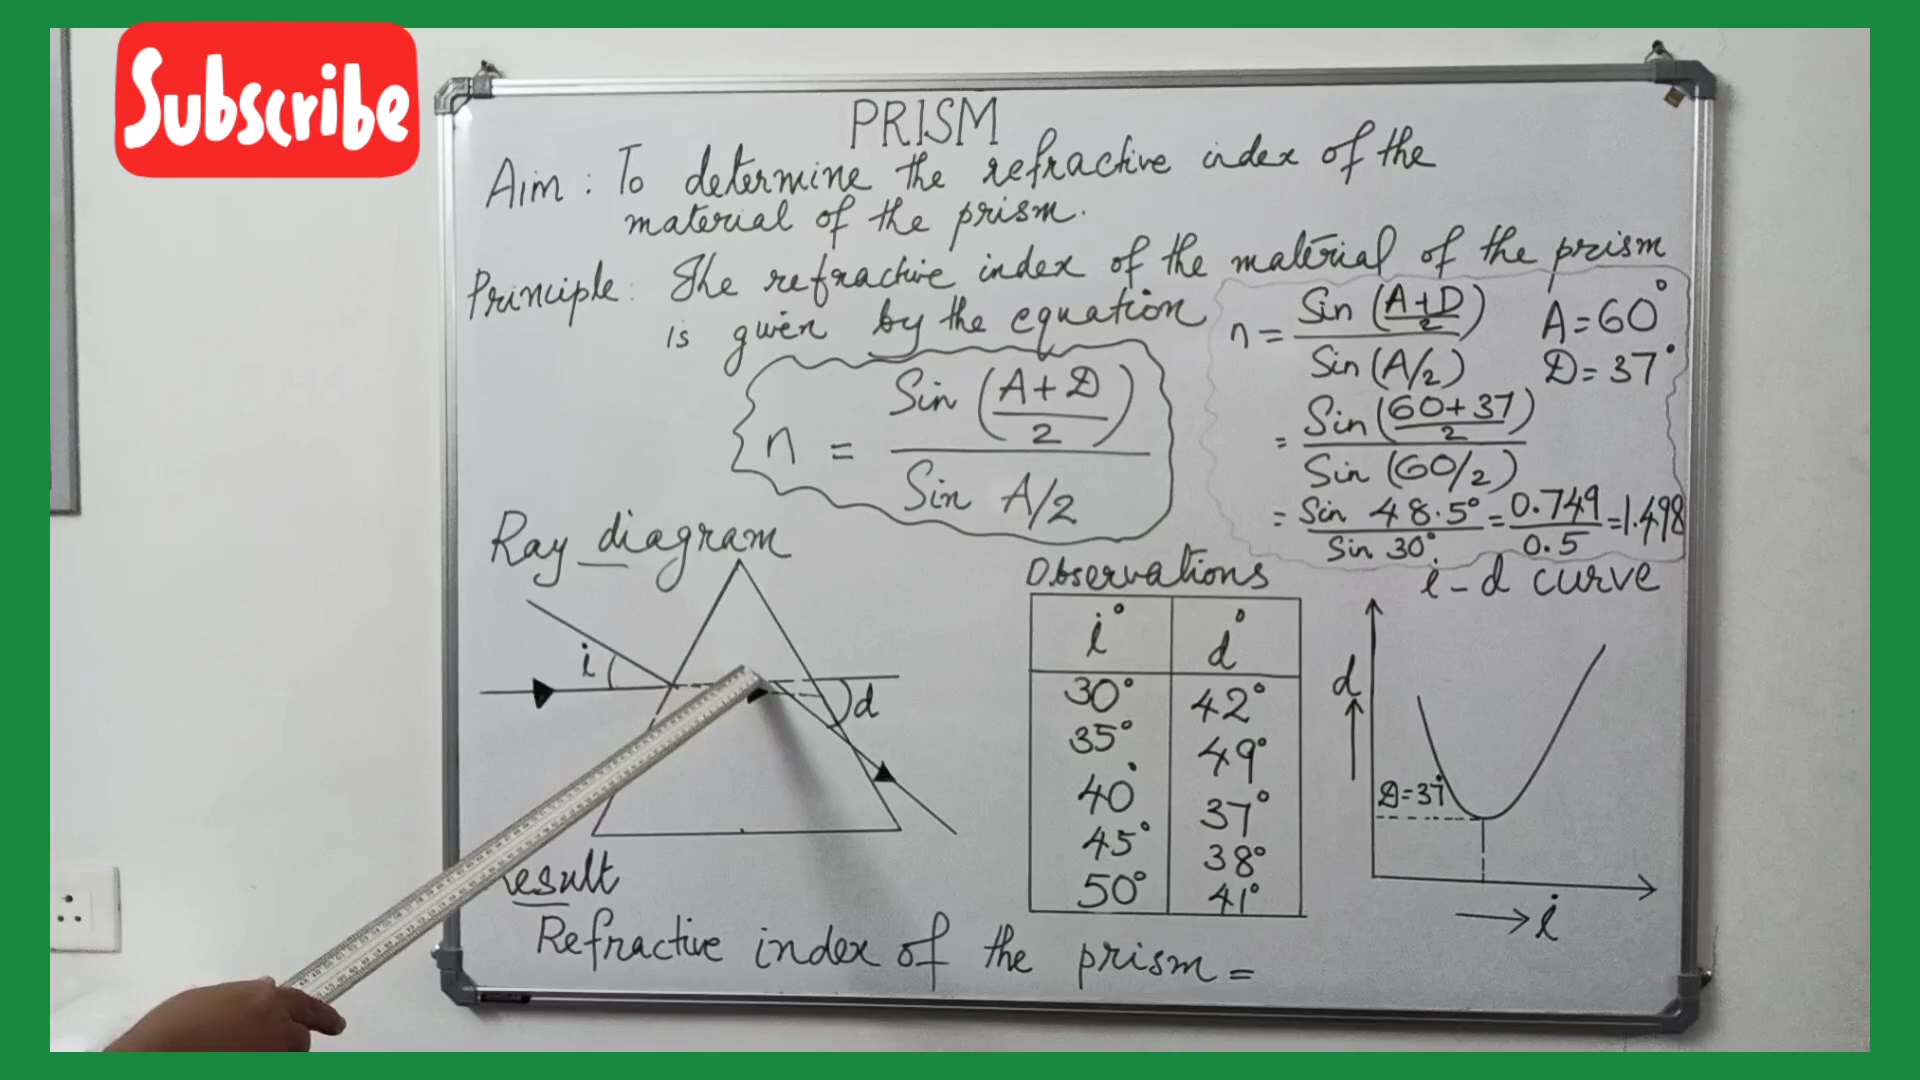 Subscribe
PRISM
Aim : To determine the refractive index of the
material of the prism.
Principle : The refractive index of the material of the prism
is given by the equation
n = Sin (A+D/2) / Sin A/2
n = Sin (A+D/2) / Sin (A/2)
A=60°
D=37°
= Sin (60+37/2) / Sin (60/2)
= Sin 48.5° / Sin 30° = 0.749 / 0.5 = 1.498
Ray diagram
i
d
Observations
i° d°
30° 42°
35° 49°
40° 37°
45° 38°
50° 41°
i-d curve
d
D=37°
i
esult
Refractive index of the prism =